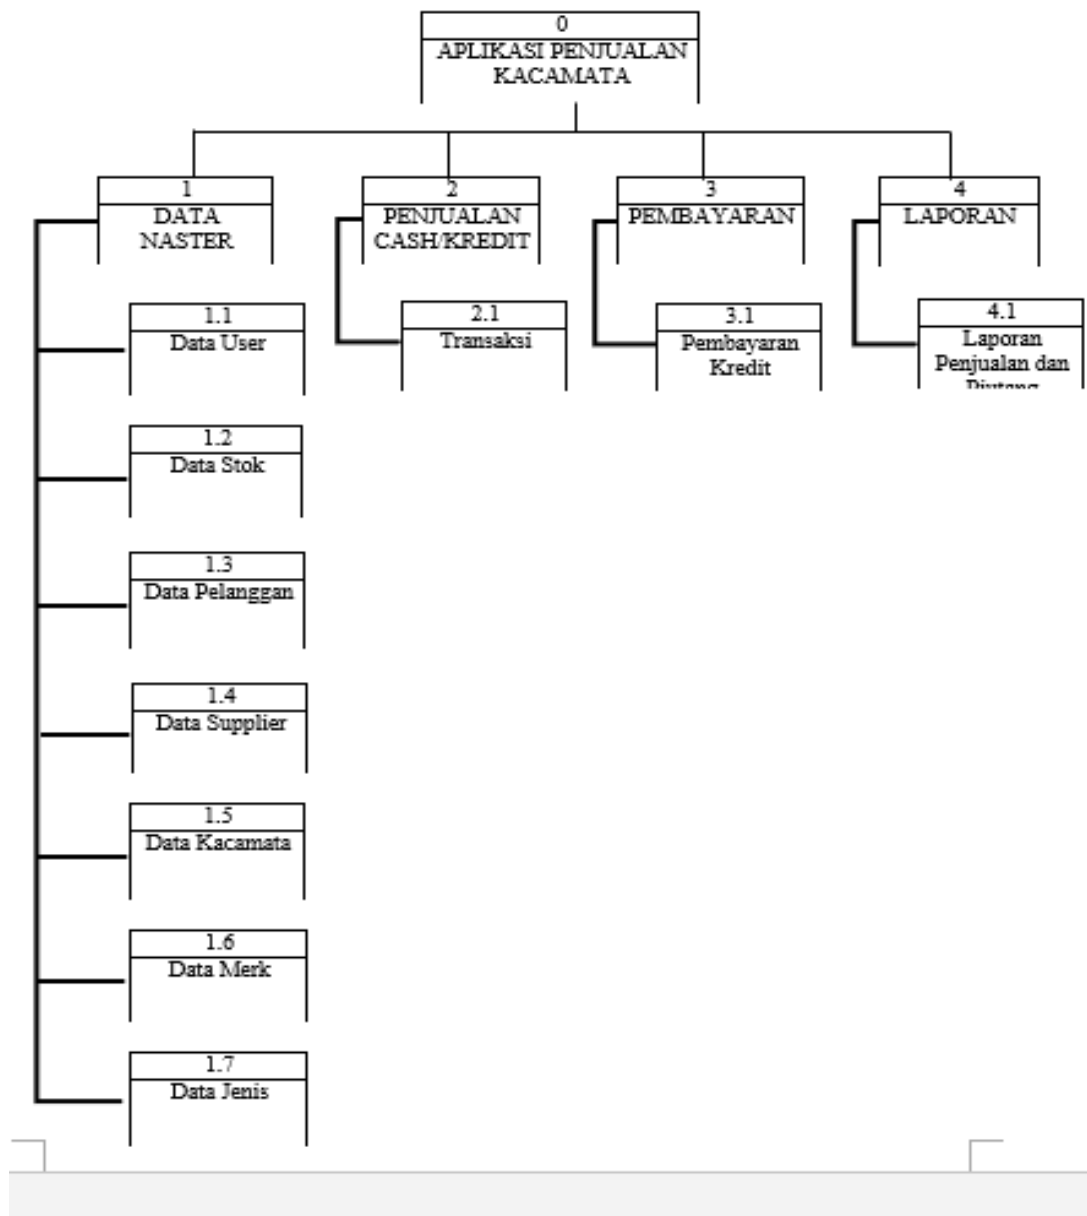 0
APLIKASI PENJUALAN
KACAMATA
1
DATA
NASTER
2
PENJUALAN
CASH/KREDIT
3
PEMBAYARAN
4
LAPORAN
1.1
Data User
2.1
Transaksi
3.1
Pembayaran
Kredit
4.1
Laporan
Penjualan dan
1.2
Data Stok
1.3
Data Pelanggan
1.4
Data Supplier
1.5
Data Kacamata
1.6
Data Merk
1.7
Data Jenis